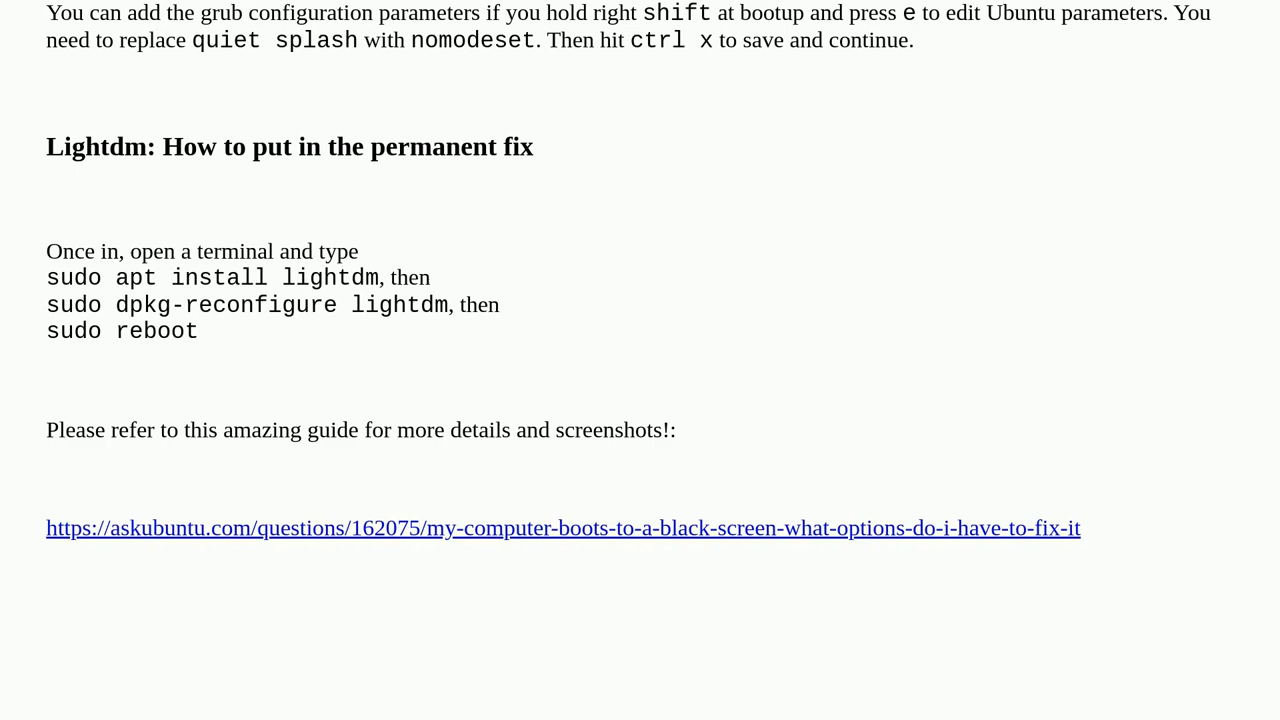 You can add the grub configuration parameters if you hold right shift at bootup and press e to edit Ubuntu parameters. You
need to replace quiet splash with nomodeset. Then hit ctrl x to save and continue.
Lightdm: How to put in the permanent fix
Once in, open a terminal and type
sudo apt install lightdm, then
sudo dpkg-reconfigure lightdm, then
sudo reboot
Please refer to this amazing guide for more details and screenshots!:
https://askubuntu.com/questions/162075/my-computer-boots-to-a-black-screen-what-options-do-i-have-to-fix-it